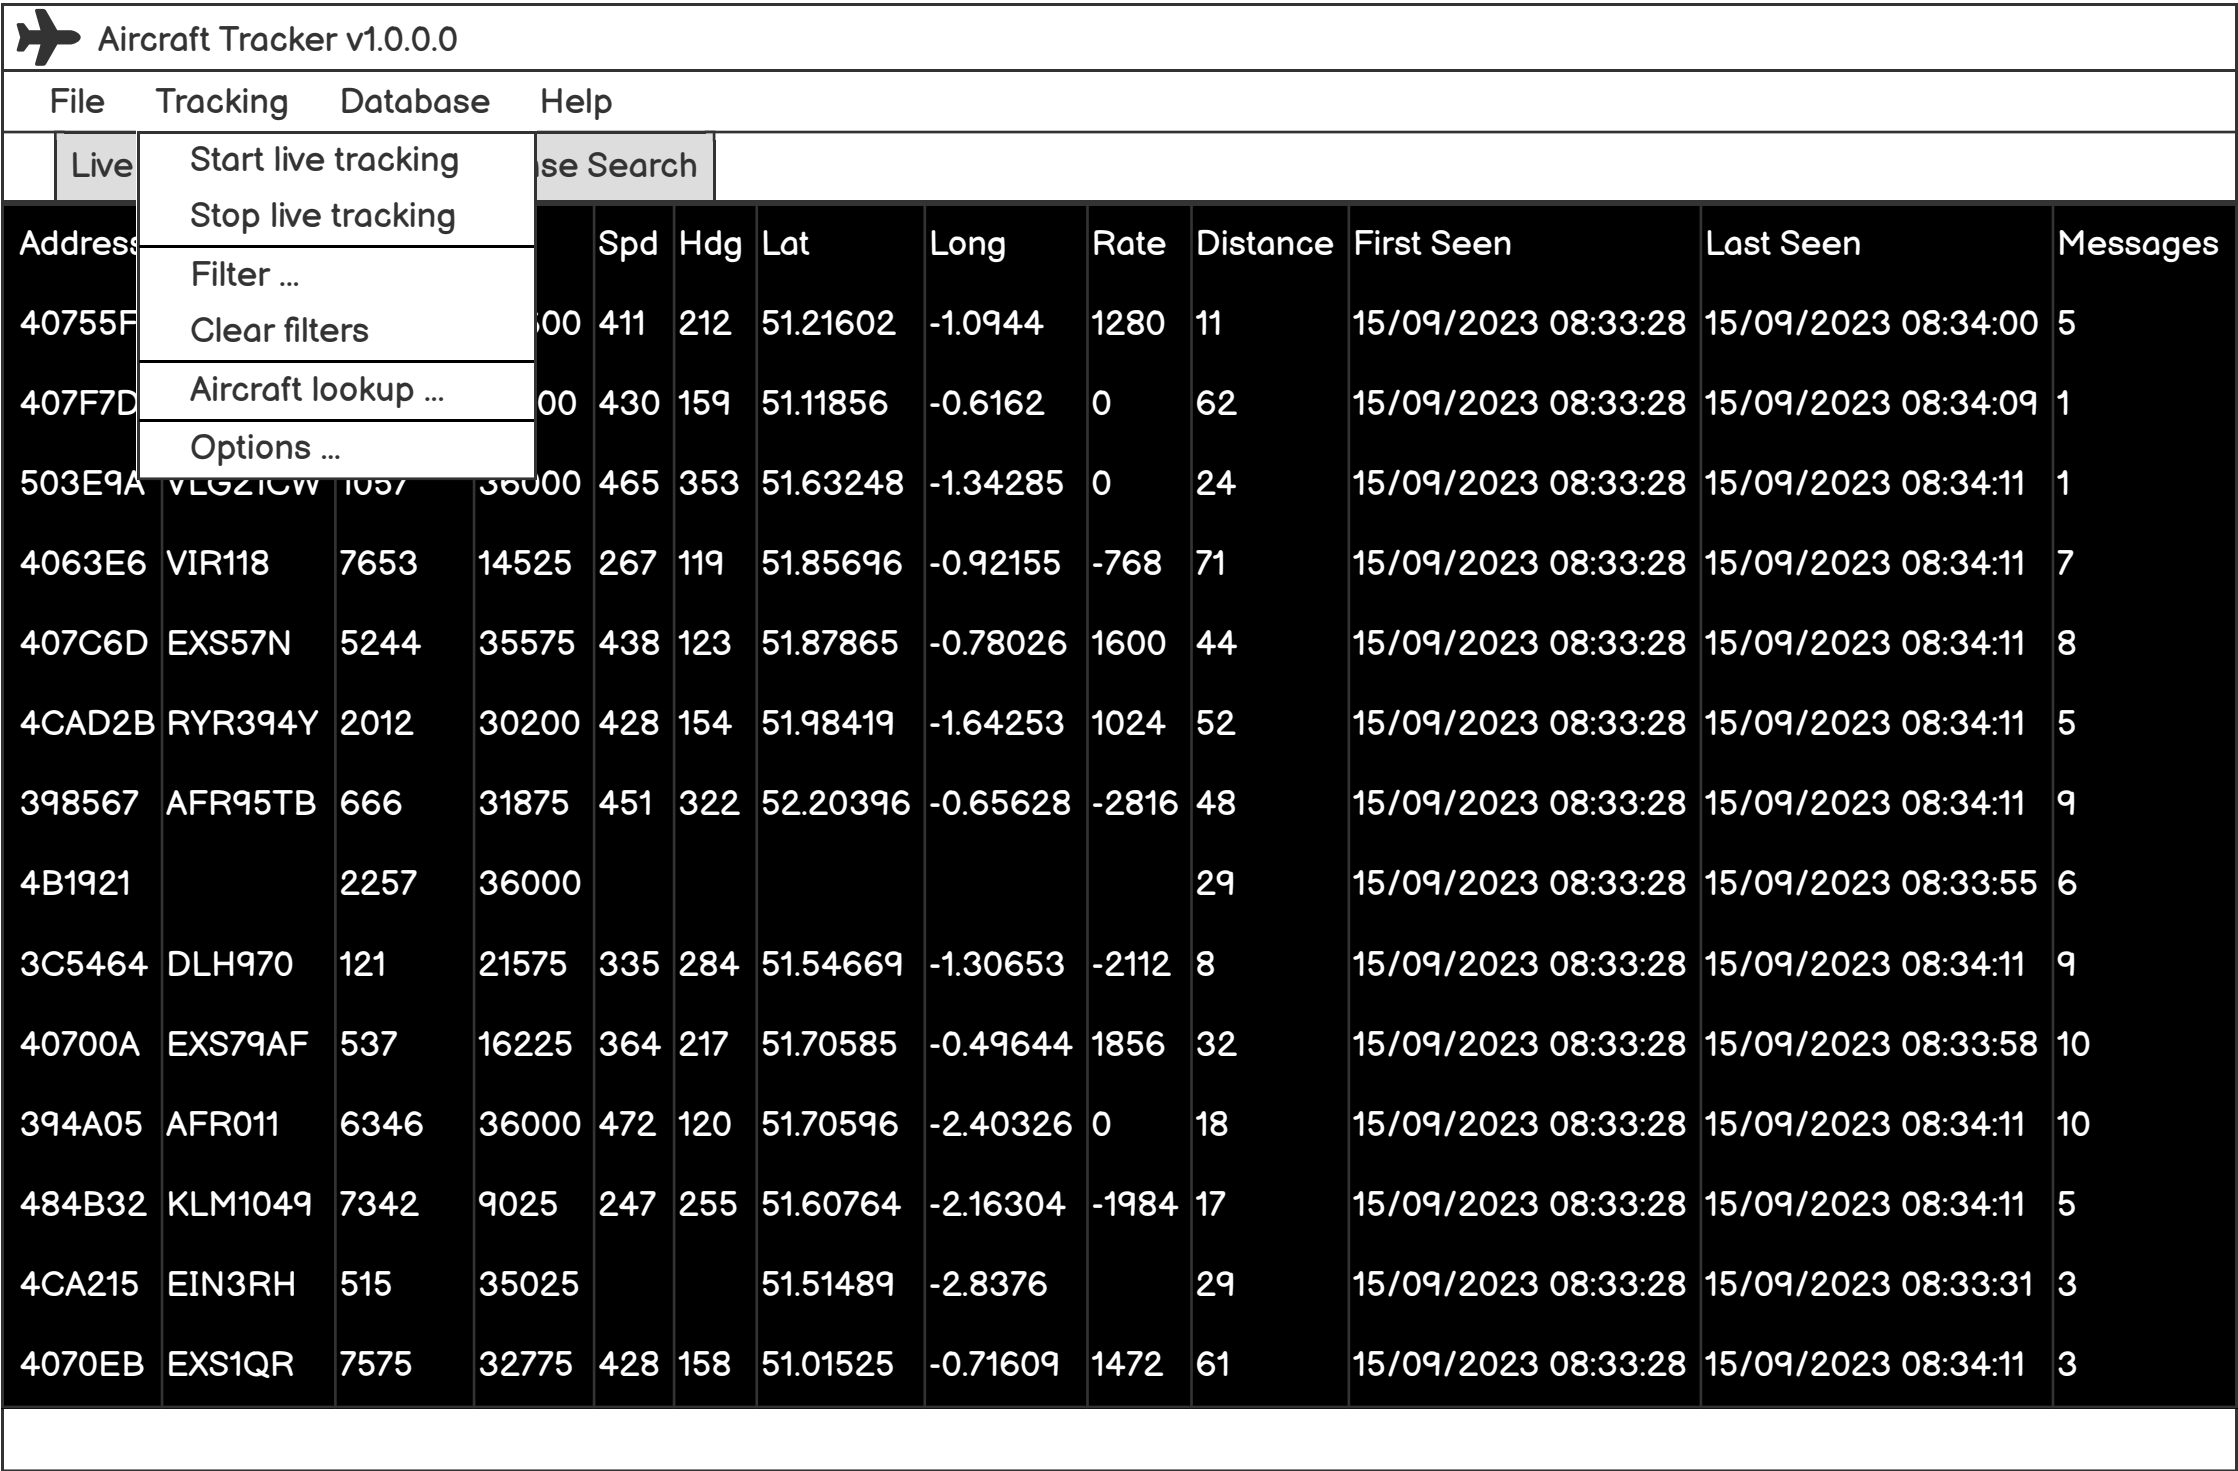 Aircraft Tracker v1.0.0.0
File Tracking Database Help
Live Search
Start live tracking
Stop live tracking
Filter ...
Clear filters
Aircraft lookup ...
Options ...
Spd Hdg Lat Long Rate Distance First Seen Last Seen Messages
411 212 51.21602 -1.0944 1280 11 15/09/2023 08:33:28 15/09/2023 08:34:00 5
430 159 51.11856 -0.6162 0 62 15/09/2023 08:33:28 15/09/2023 08:34:09 1
503E9A VLG21CW 1057 36000 465 353 51.63248 -1.34285 0 24 15/09/2023 08:33:28 15/09/2023 08:34:11 1
4063E6 VIR118 7653 14525 267 119 51.85696 -0.92155 -768 71 15/09/2023 08:33:28 15/09/2023 08:34:11 7
407C6D EXS57N 5244 35575 438 123 51.87865 -0.78026 1600 44 15/09/2023 08:33:28 15/09/2023 08:34:11 8
4CAD2B RYR394Y 2012 30200 428 154 51.98419 -1.64253 1024 52 15/09/2023 08:33:28 15/09/2023 08:34:11 5
398567 AFR95TB 666 31875 451 322 52.20396 -0.65628 -2816 48 15/09/2023 08:33:28 15/09/2023 08:34:11 9
4B1921 2257 36000 29 15/09/2023 08:33:28 15/09/2023 08:33:55 6
3C5464 DLH970 121 21575 335 284 51.54669 -1.30653 -2112 8 15/09/2023 08:33:28 15/09/2023 08:34:11 9
40700A EXS79AF 537 16225 364 217 51.70585 -0.49644 1856 32 15/09/2023 08:33:28 15/09/2023 08:33:58 10
394A05 AFR011 6346 36000 472 120 51.70596 -2.40326 0 18 15/09/2023 08:33:28 15/09/2023 08:34:11 10
484B32 KLM1049 7342 9025 247 255 51.60764 -2.16304 -1984 17 15/09/2023 08:33:28 15/09/2023 08:34:11 5
4CA215 EIN3RH 515 35025 51.51489 -2.8376 29 15/09/2023 08:33:28 15/09/2023 08:33:31 3
4070EB EXS1QR 7575 32775 428 158 51.01525 -0.71609 1472 61 15/09/2023 08:33:28 15/09/2023 08:34:11 3